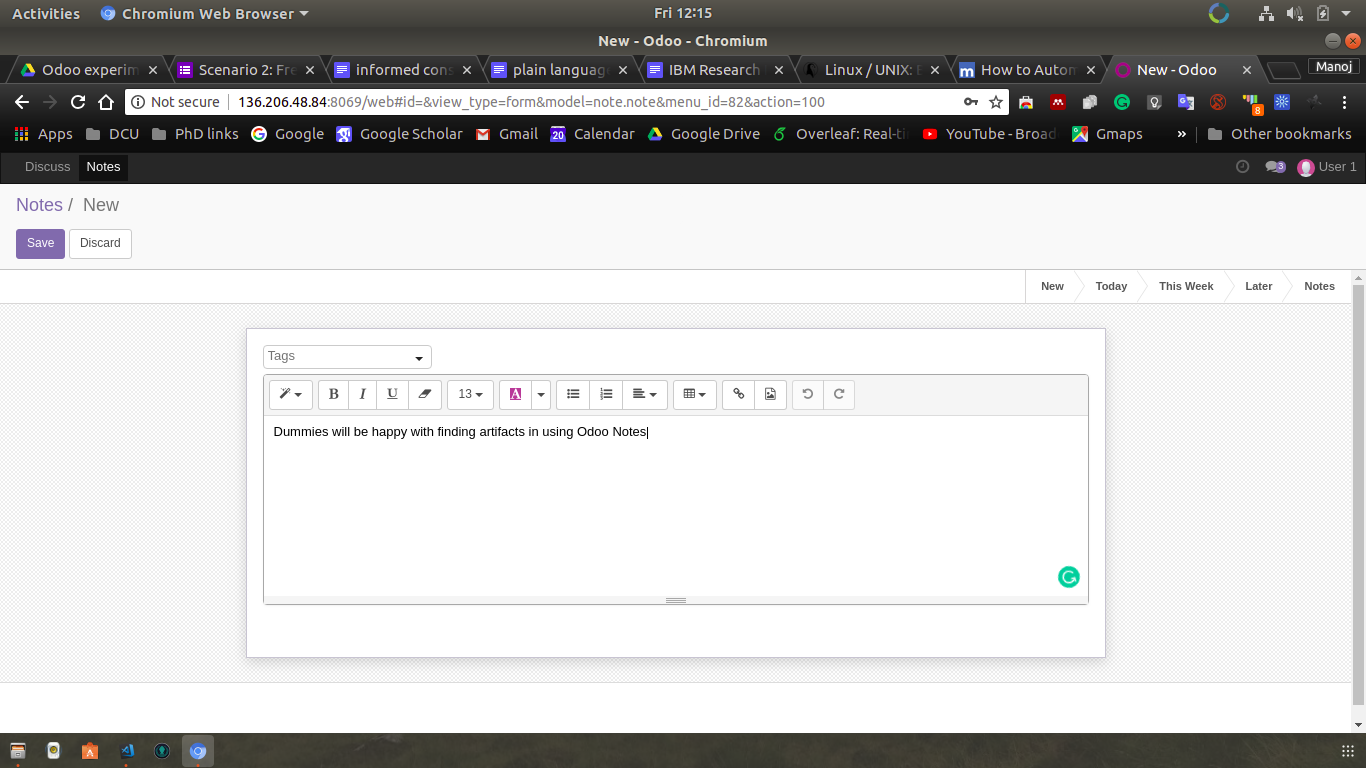 Activities Chromium Web Browser Fri 12:15
New - Odoo - Chromium
Odoo experim Scenario 2: Fre informed cons plain language IBM Research Linux / UNIX: How to Autom New - Odoo Manoj
Not secure 136.206.48.84:8069/web#id=&view_type=form&model=note.note&menu_id=82&action=100 8
Apps DCU PhD links Google Google Scholar Gmail 20 Calendar Google Drive Overleaf: Real-ti YouTube - Broad Gmaps » Other bookmarks
Discuss Notes 3 User 1
Notes / New
Save Discard
New Today This Week Later Notes
Tags
B I U 13 A
Dummies will be happy with finding artifacts in using Odoo Notes